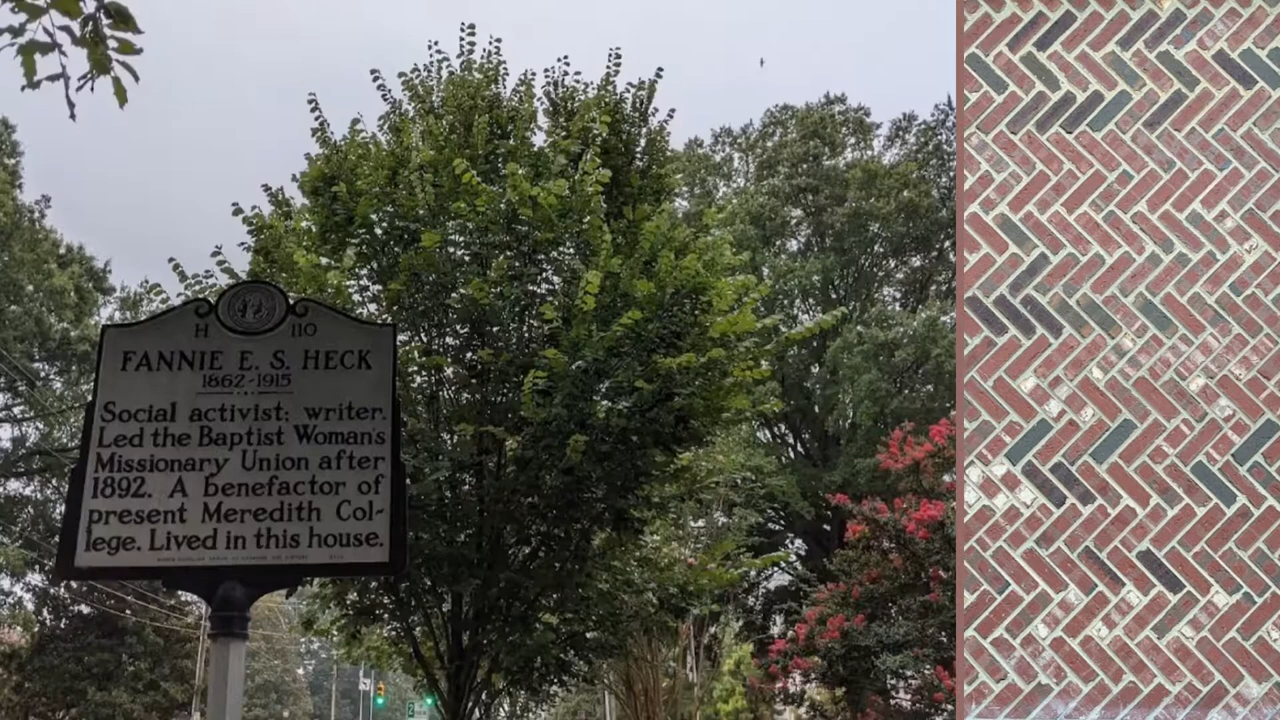 H 110
FANNIE E. S. HECK
1862-1915
Social activist; writer.
Led the Baptist Woman's
Missionary Union after
1892. A benefactor of
present Meredith Col-
lege. Lived in this house.
2